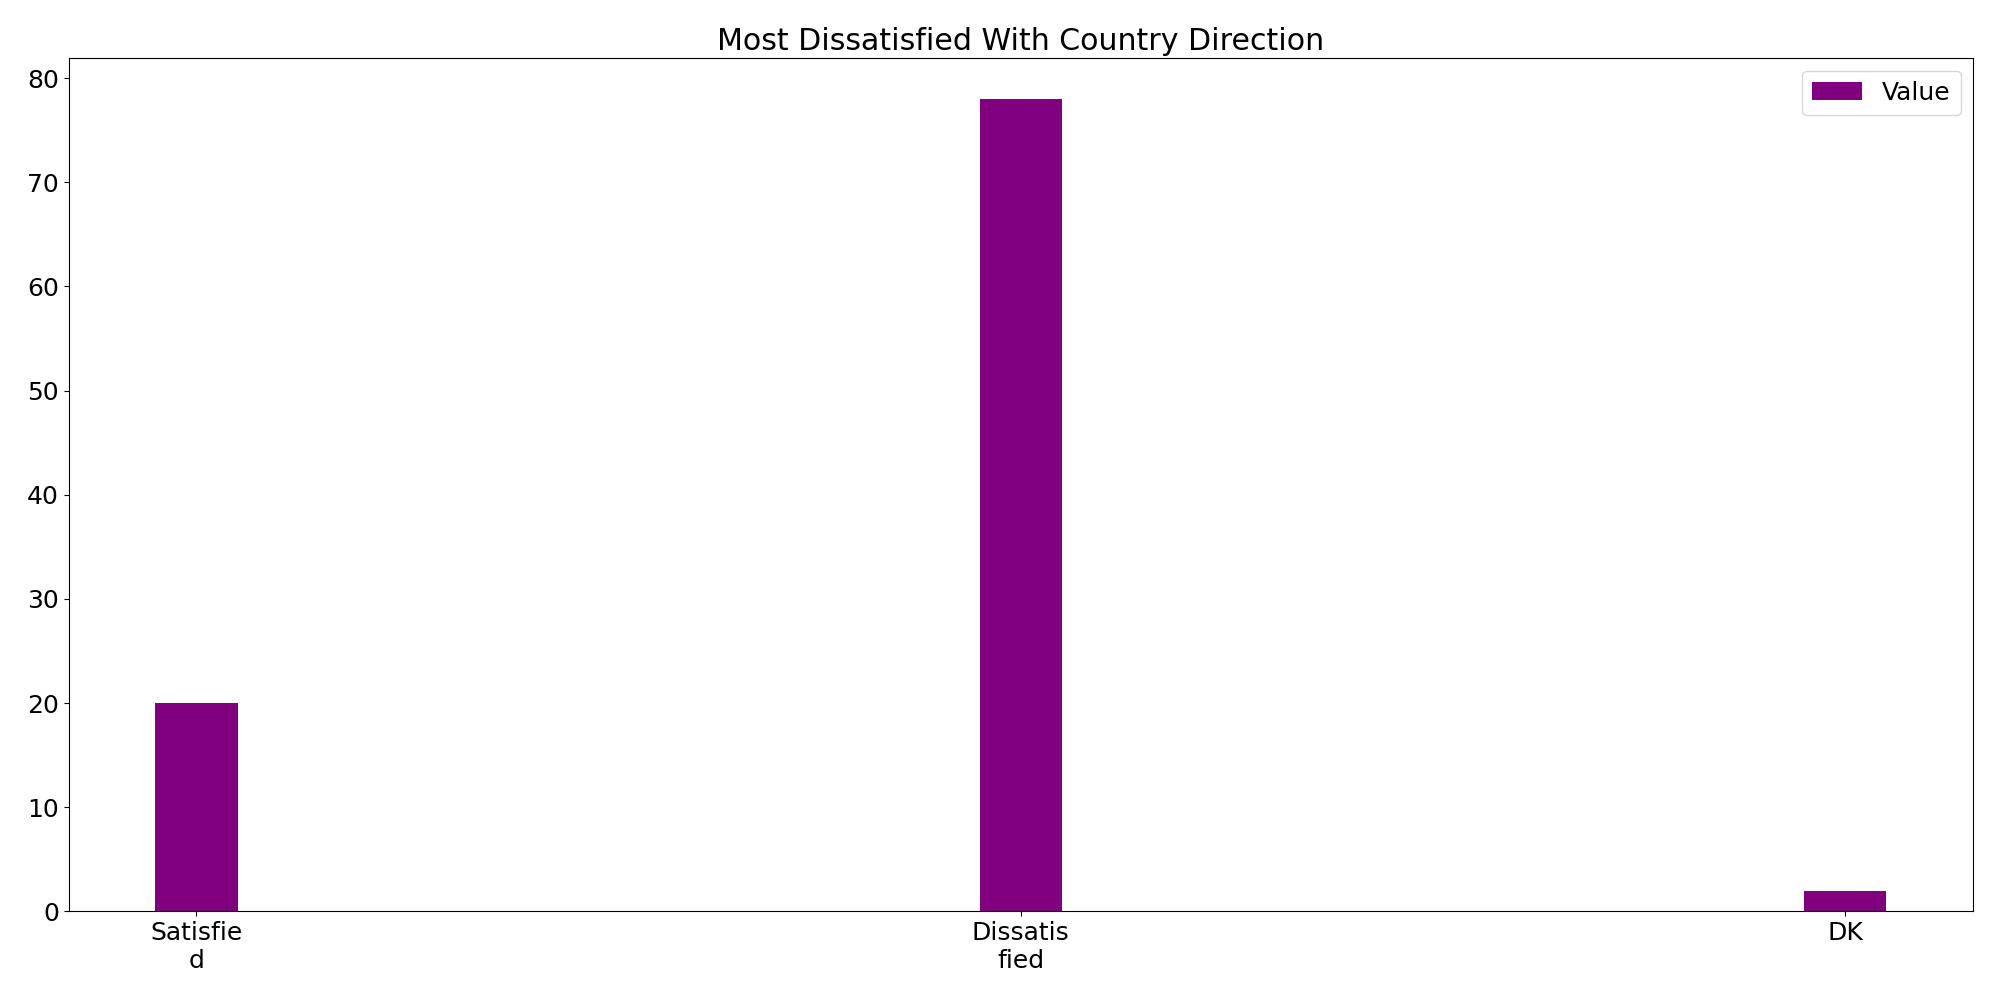 Most Dissatisfied With Country Direction
Value
80
70
60
50
40
30
20
10
0
Satisfie
d
Dissatis
fied
DK